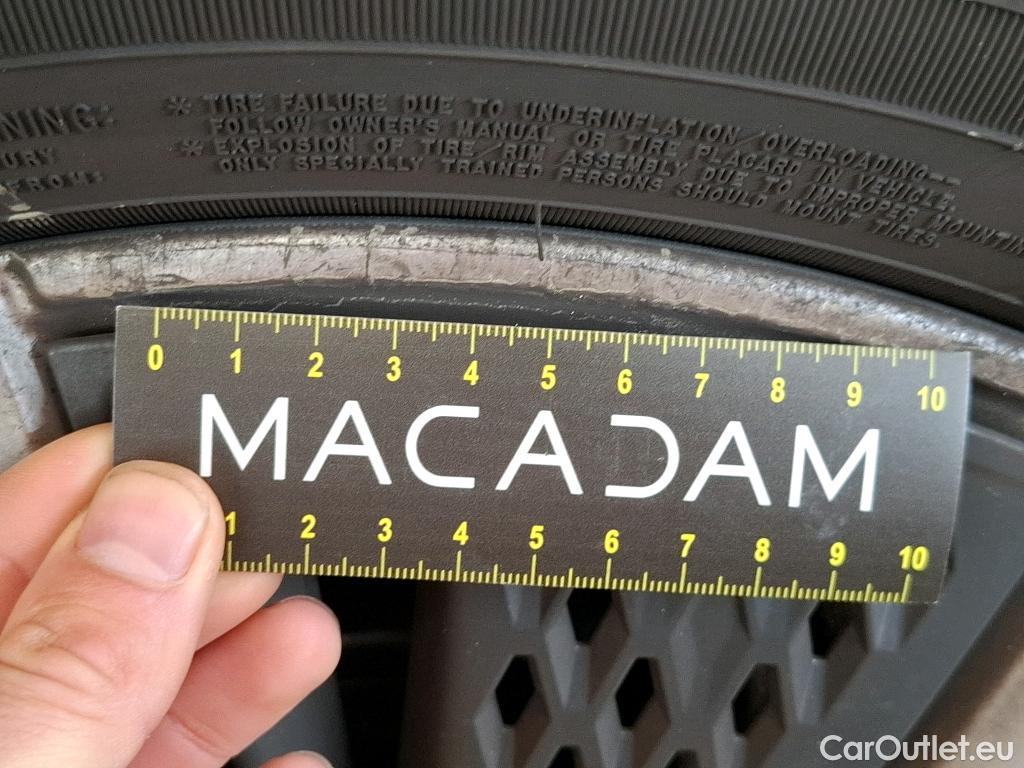 NING:
* TIRE FAILURE DUE TO UNDERINFLATION/OVERLOADING--
FOLLOW OWNER'S MANUAL OR TIRE PLACARD IN VEHICLE.
JURY
* EXPLOSION OF TIRE/RIM ASSEMBLY DUE TO IMPROPER MOUNTIN
FROM:
ONLY SPECIALLY TRAINED PERSONS SHOULD MOUNT TIRES.
0 1 2 3 4 5 6 7 8 9 10
MACADAM
1 2 3 4 5 6 7 8 9 10
CarOutlet.eu